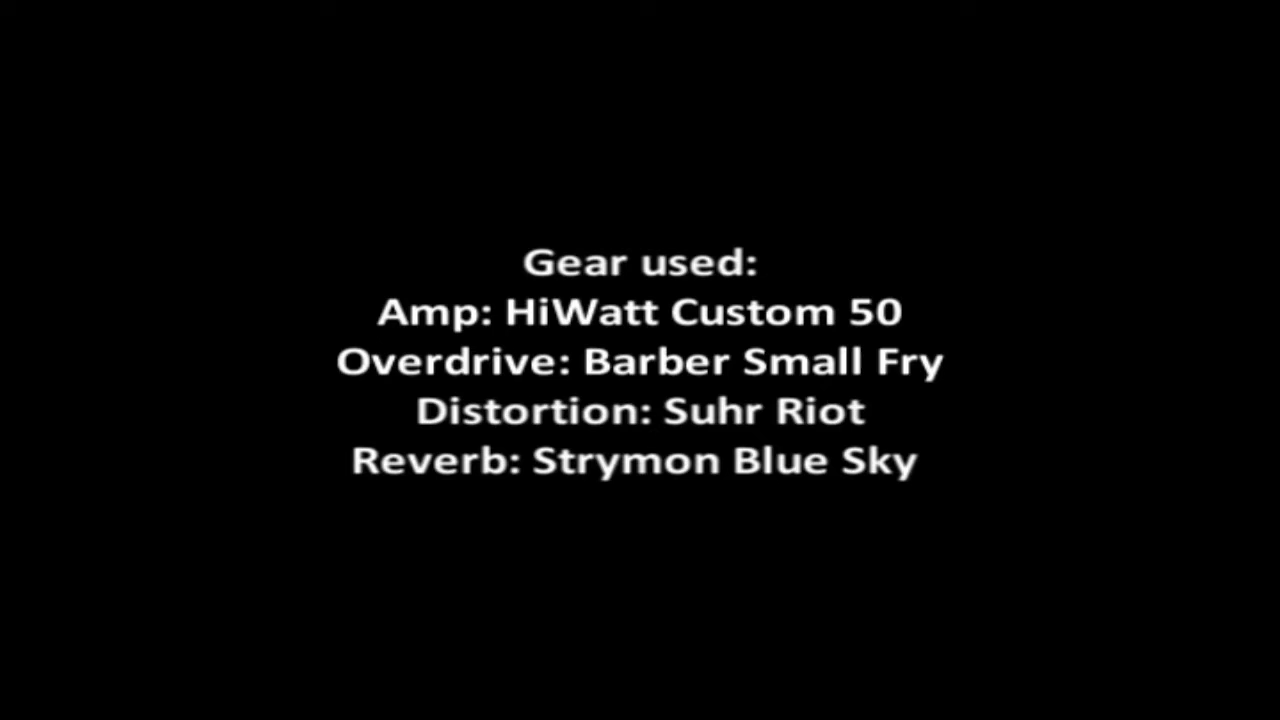 Gear used:
Amp: HiWatt Custom 50
Overdrive: Barber Small Fry
Distortion: Suhr Riot
Reverb: Strymon Blue Sky